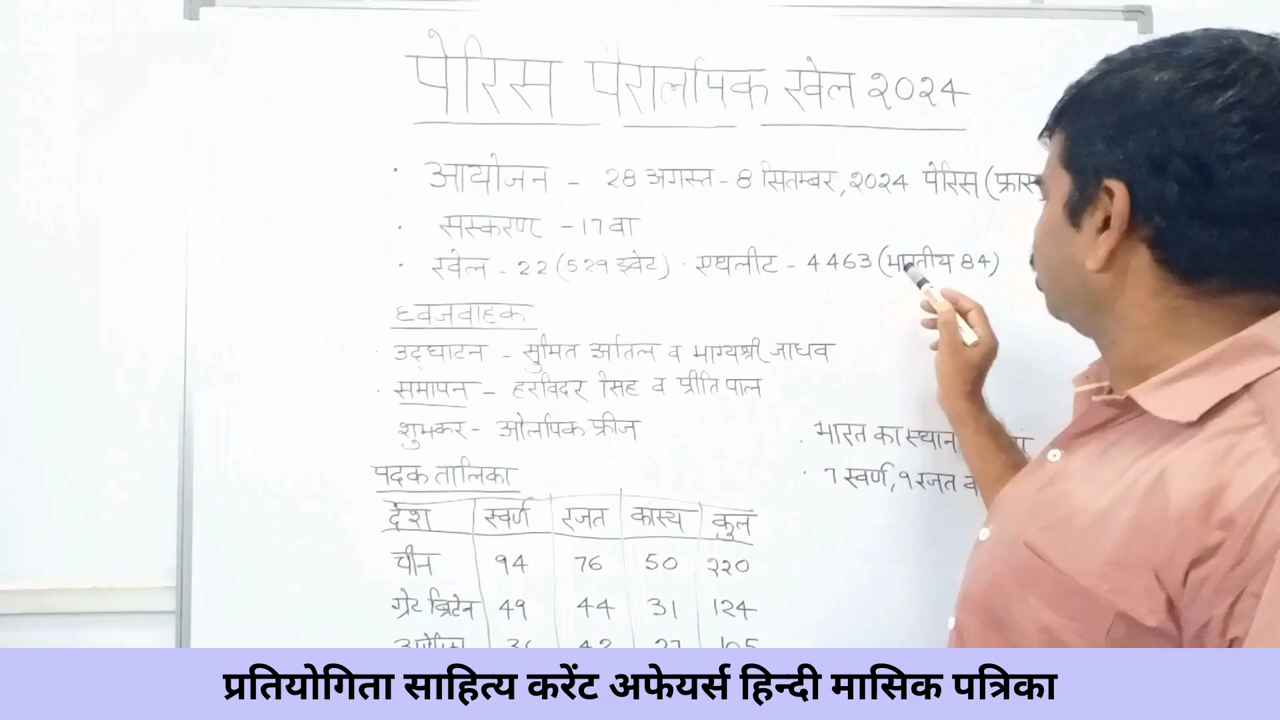 पेरिस पैरालंपिक खेल २०२४
· आयोजन - 28 अगस्त - 8 सितम्बर, 2024 पेरिस (फ्रांस
· संस्करण - 17 वां
· खेल - 22 (529 इवेंट) · एथलीट - 4463 (भारतीय 84)
ध्वजवाहक
· उद्घाटन - सुमित अंतिल व भाग्यश्री जाधव
· समापन - हरविंदर सिंह व प्रीति पाल
शुभंकर - ओलंपिक फ्रीज
· भारत का स्थान
· 7 स्वर्ण, 9 रजत व
पदक तालिका
देश स्वर्ण रजत कांस्य कुल
चीन 94 76 50 220
ग्रेट ब्रिटेन 49 44 31 124
प्रतियोगिता साहित्य करेंट अफेयर्स हिन्दी मासिक पत्रिका